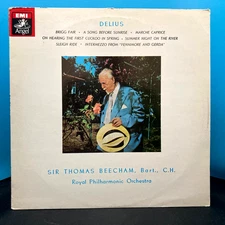 EMI
Angel
DELIUS
BRIGG FAIR • A SONG BEFORE SUNRISE • MARCHE CAPRICE
ON HEARING THE FIRST CUCKOO IN SPRING • SUMMER NIGHT ON THE RIVER
SLEIGH RIDE • INTERMEZZO FROM "FENNIMORE AND GERDA"
SIR THOMAS BEECHAM, Bart., C.H.
Royal Philharmonic Orchestra